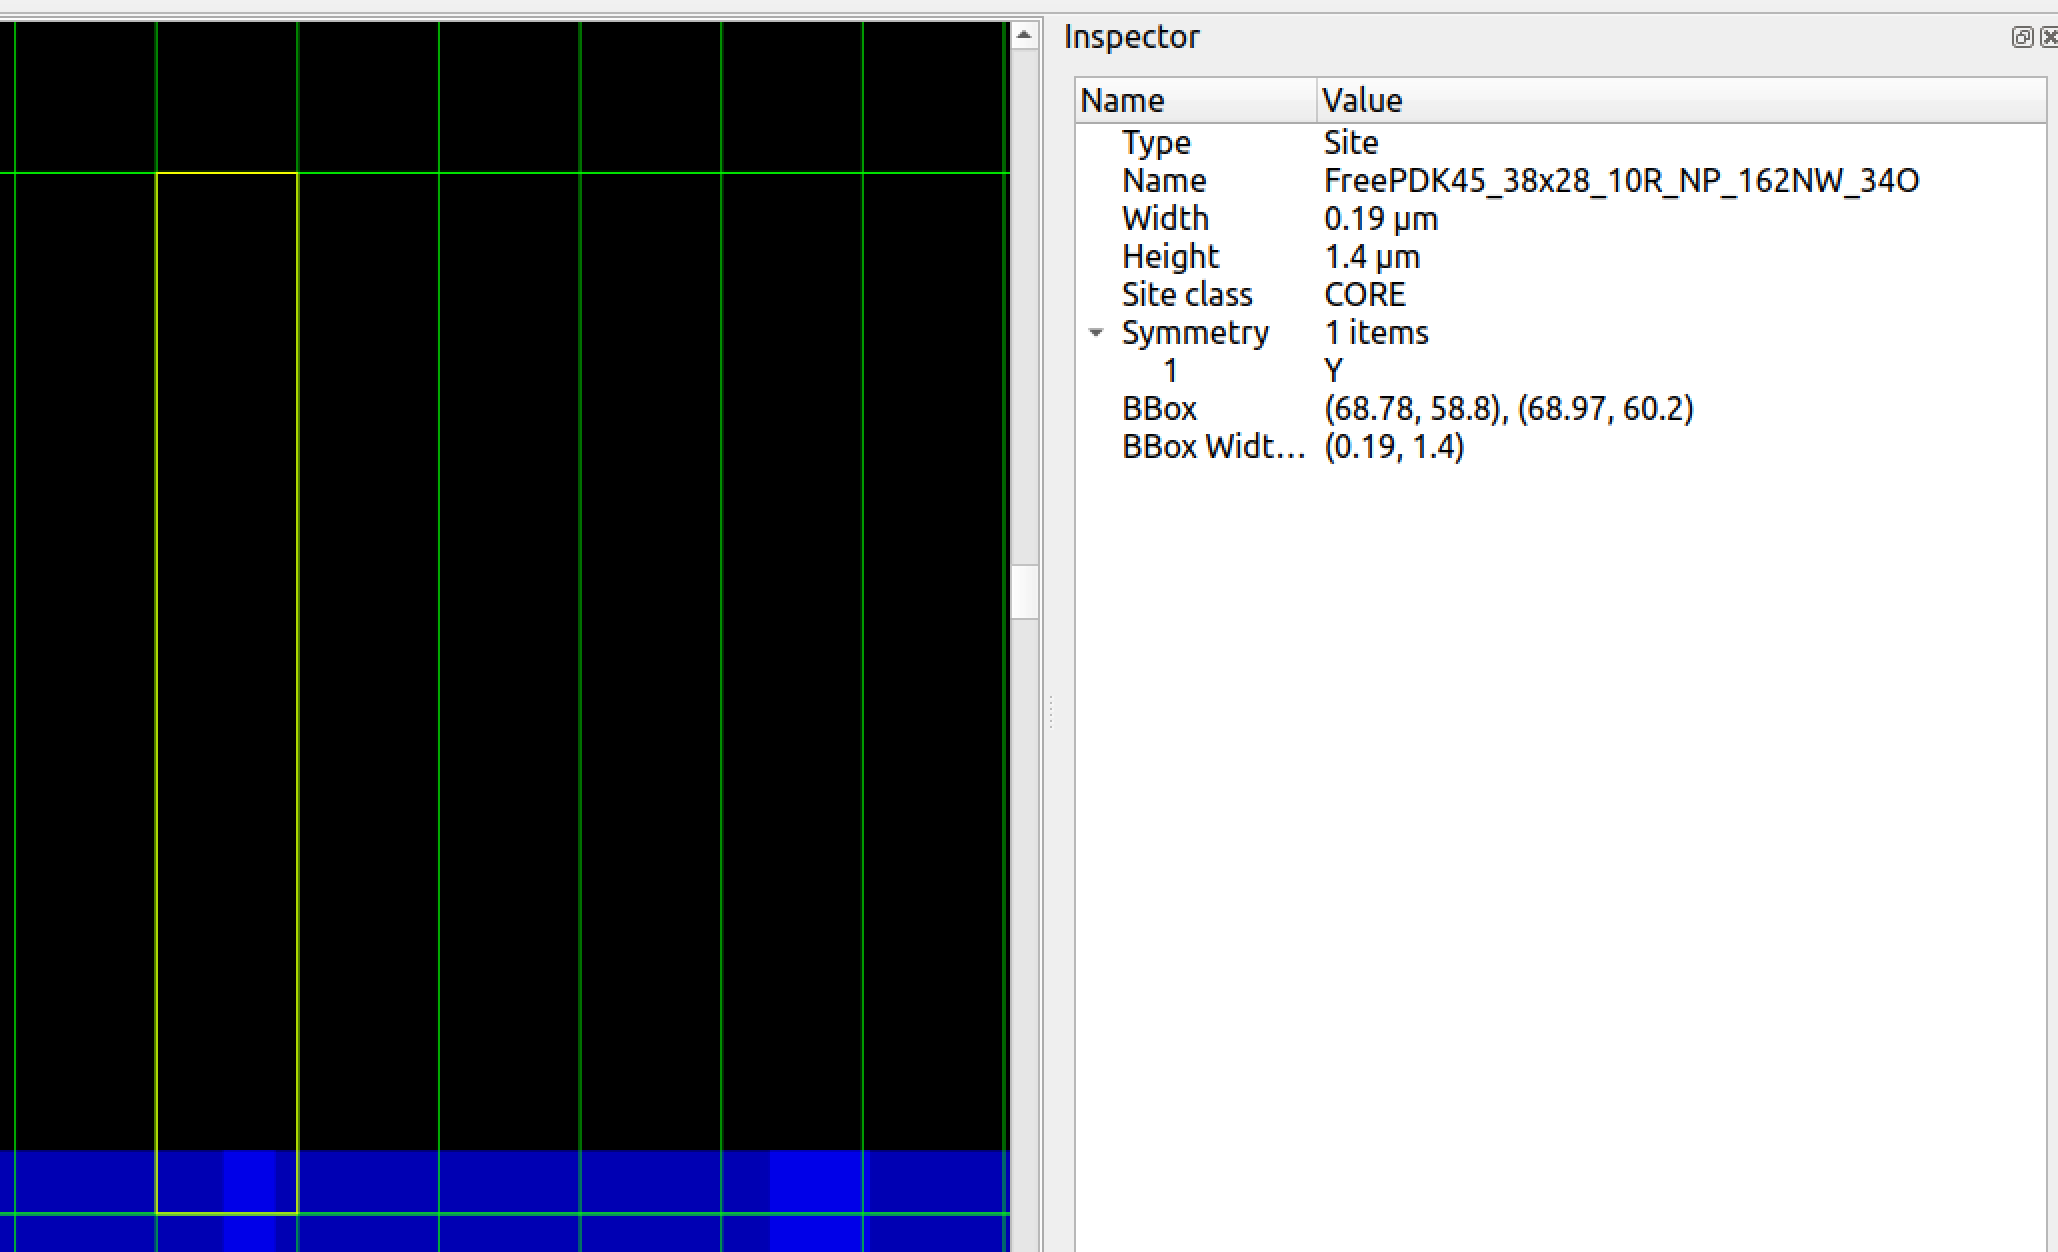 Inspector
Name Value
Type Site
Name FreePDK45_38x28_10R_NP_162NW_34O
Width 0.19 µm
Height 1.4 µm
Site class CORE
Symmetry 1 items
1 Y
BBox (68.78, 58.8), (68.97, 60.2)
BBox Widt... (0.19, 1.4)